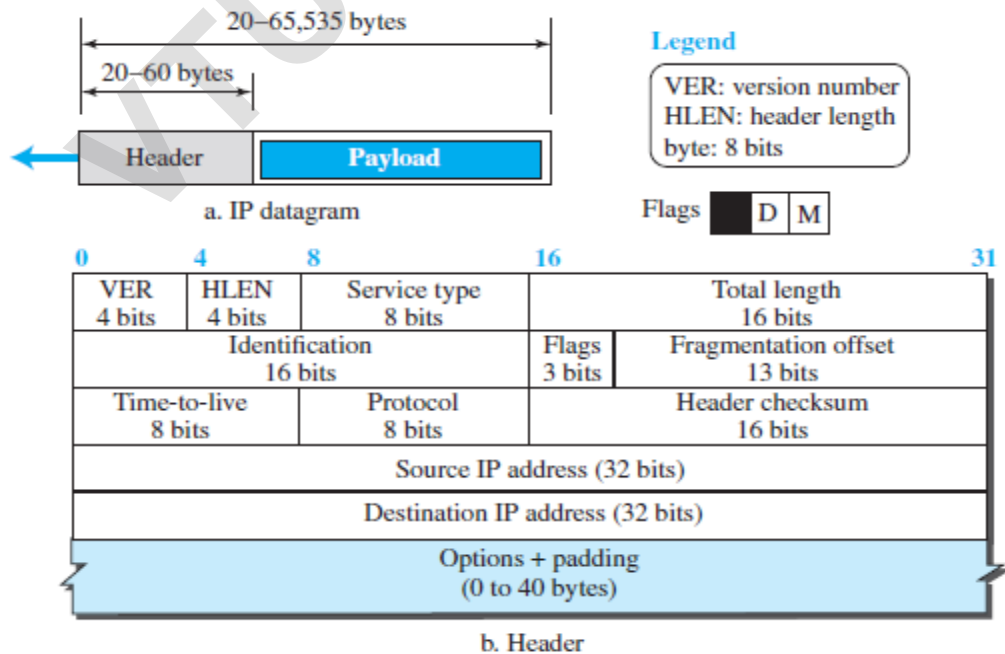 20–65,535 bytes
20–60 bytes
Header
Payload
a. IP datagram
Legend
VER: version number
HLEN: header length
byte: 8 bits
Flags D M
0 4 8 16 31
VER HLEN Service type Total length
4 bits 4 bits 8 bits 16 bits
Identification Flags Fragmentation offset
16 bits 3 bits 13 bits
Time-to-live Protocol Header checksum
8 bits 8 bits 16 bits
Source IP address (32 bits)
Destination IP address (32 bits)
Options + padding
(0 to 40 bytes)
b. Header
VTU